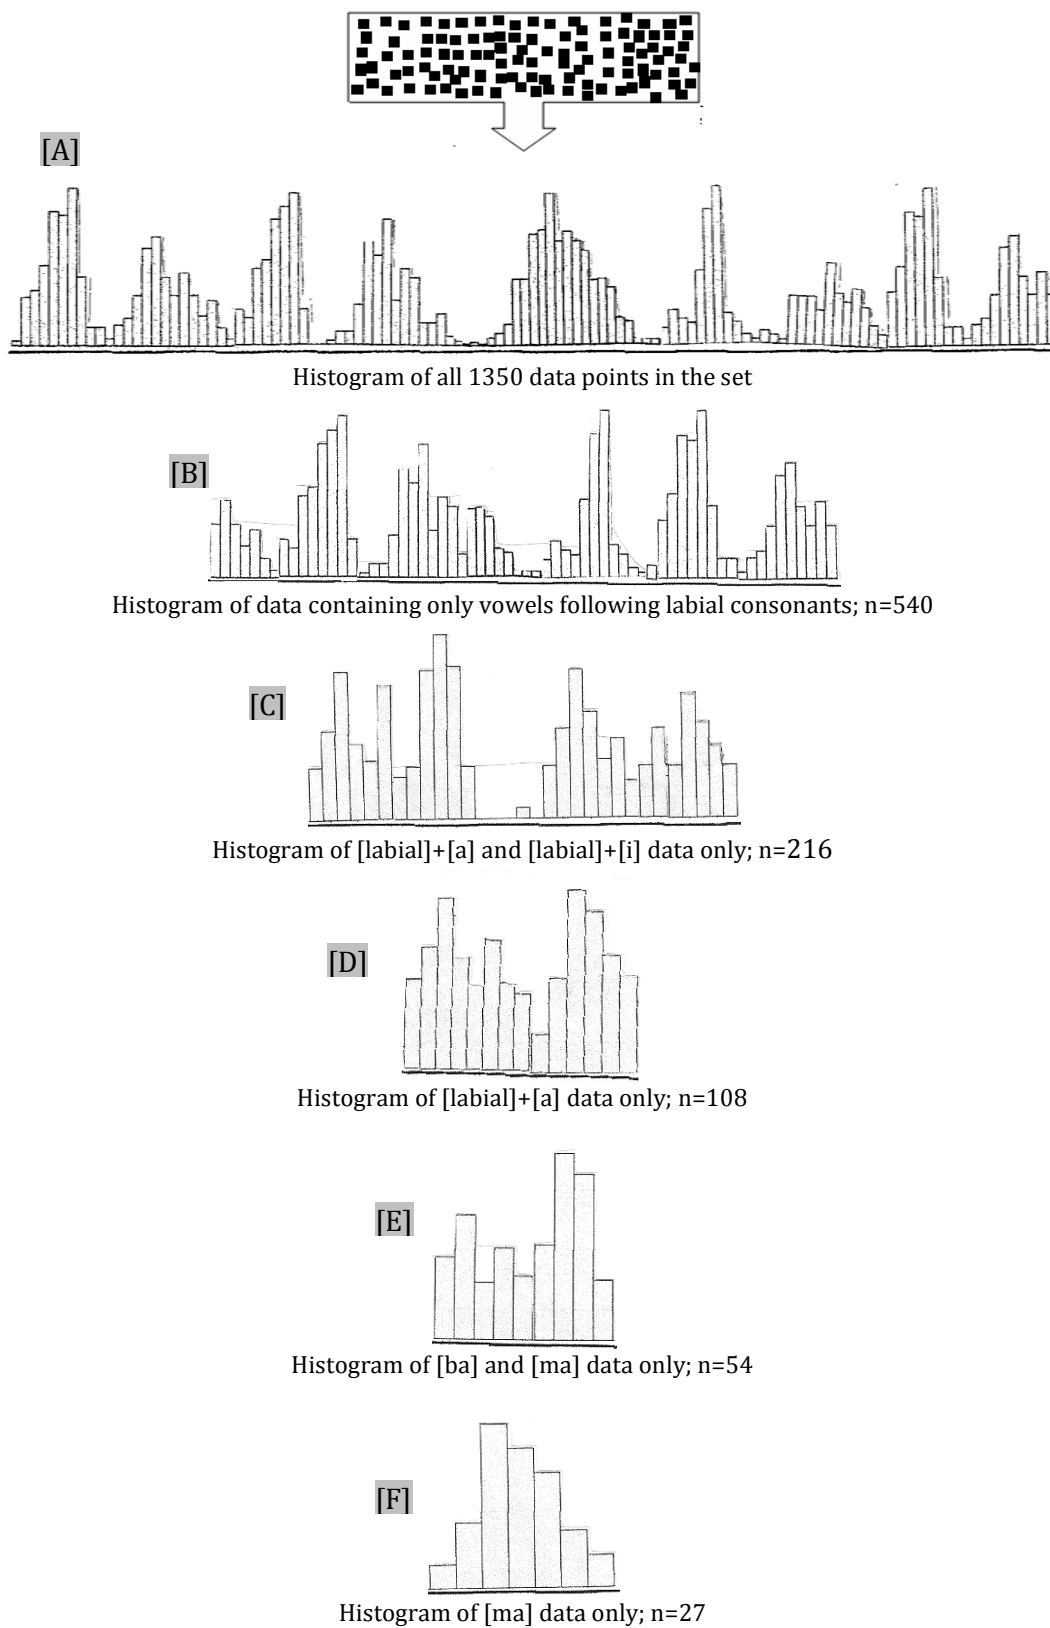 [A]
Histogram of all 1350 data points in the set
[B]
Histogram of data containing only vowels following labial consonants; n=540
[C]
Histogram of [labial]+[a] and [labial]+[i] data only; n=216
[D]
Histogram of [labial]+[a] data only; n=108
[E]
Histogram of [ba] and [ma] data only; n=54
[F]
Histogram of [ma] data only; n=27